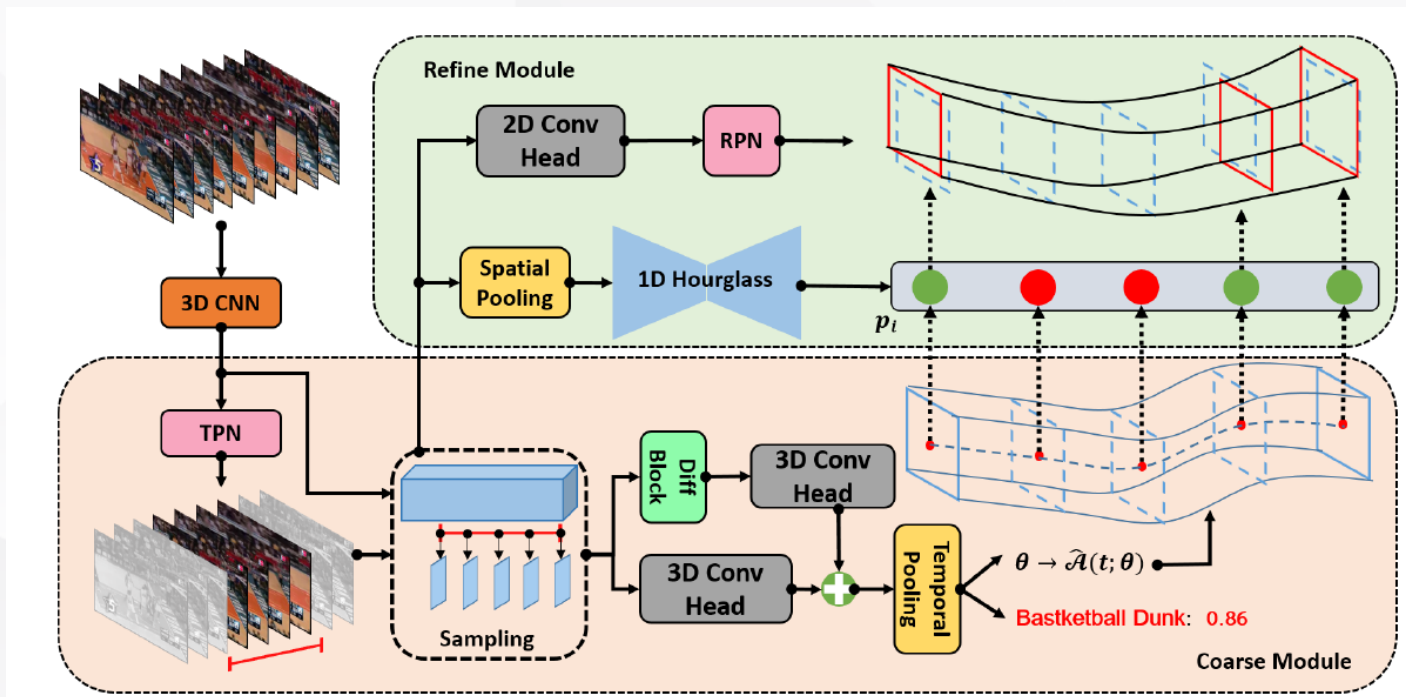 Refine Module
2D Conv
Head
RPN
Spatial
Pooling
1D Hourglass
3D CNN
p_i
TPN
Diff
Block
3D Conv
Head
3D Conv
Head
Temporal
Pooling
θ → Â(t; θ)
Bastketball Dunk: 0.86
Sampling
Coarse Module